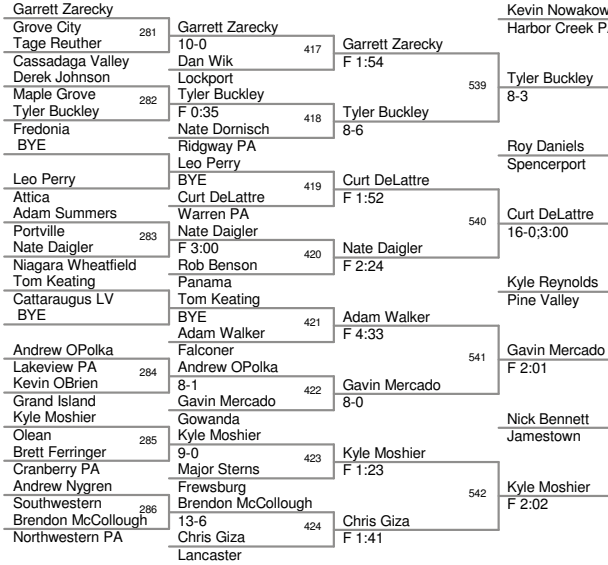 Garrett Zarecky
Grove City
281
Tage Reuther
Cassadaga Valley
Derek Johnson
Maple Grove
282
Tyler Buckley
Fredonia
BYE
Leo Perry
Attica
Adam Summers
Portville
283
Nate Daigler
Niagara Wheatfield
Tom Keating
Cattaraugus LV
BYE
Andrew OPolka
Lakeview PA
284
Kevin OBrien
Grand Island
Kyle Moshier
Olean
285
Brett Ferringer
Cranberry PA
Andrew Nygren
Southwestern
286
Brendon McCollough
Northwestern PA
Garrett Zarecky
10-0
417
Dan Wik
Lockport
Tyler Buckley
F 0:35
418
Nate Dornisch
Ridgway PA
Leo Perry
BYE
419
Curt DeLattre
Warren PA
Nate Daigler
F 3:00
420
Rob Benson
Panama
Tom Keating
BYE
421
Adam Walker
Falconer
Andrew OPolka
8-1
422
Gavin Mercado
Gowanda
Kyle Moshier
9-0
423
Major Sterns
Frewsburg
Brendon McCollough
13-6
424
Chris Giza
Lancaster
Garrett Zarecky
F 1:54
539
Tyler Buckley
8-6
Curt DeLattre
F 1:52
540
Nate Daigler
F 2:24
Adam Walker
F 4:33
541
Gavin Mercado
8-0
Kyle Moshier
F 1:23
542
Chris Giza
F 1:41
Kevin Nowakow
Harbor Creek P
Tyler Buckley
8-3
Roy Daniels
Spencerport
Curt DeLattre
16-0;3:00
Kyle Reynolds
Pine Valley
Gavin Mercado
F 2:01
Nick Bennett
Jamestown
Kyle Moshier
F 2:02